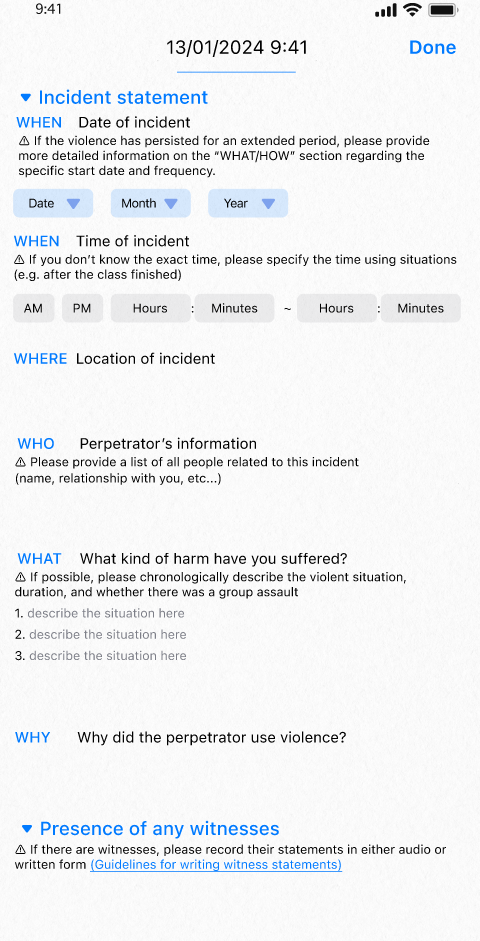 9:41
13/01/2024 9:41
Done
Incident statement
WHEN Date of incident
⚠ If the violence has persisted for an extended period, please provide
more detailed information on the “WHAT/HOW” section regarding the
specific start date and frequency.
Date Month Year
WHEN Time of incident
⚠ If you don’t know the exact time, please specify the time using situations
(e.g. after the class finished)
AM PM Hours : Minutes ~ Hours : Minutes
WHERE Location of incident
WHO Perpetrator’s information
⚠ Please provide a list of all people related to this incident
(name, relationship with you, etc...)
WHAT What kind of harm have you suffered?
⚠ If possible, please chronologically describe the violent situation,
duration, and whether there was a group assault
1. describe the situation here
2. describe the situation here
3. describe the situation here
WHY Why did the perpetrator use violence?
Presence of any witnesses
⚠ If there are witnesses, please record their statements in either audio or
written form (Guidelines for writing witness statements)